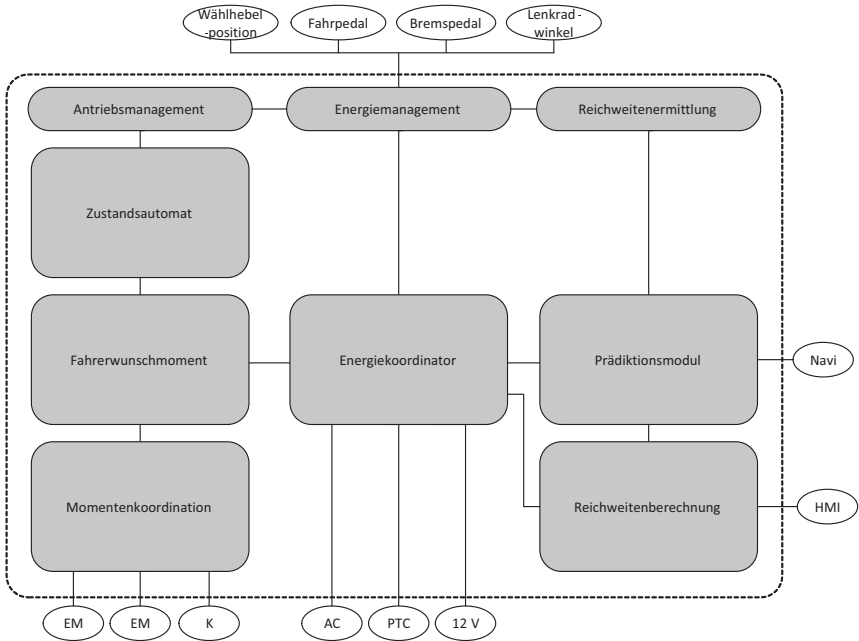 Wählhebel
-position
Fahrpedal
Bremspedal
Lenkrad-
winkel
Antriebsmanagement
Energiemanagement
Reichweitenermittlung
Zustandsautomat
Fahrerwunschmoment
Energiekoordinator
Prädiktionsmodul
Navi
Momentenkoordination
Reichweitenberechnung
HMI
EM
EM
K
AC
PTC
12 V